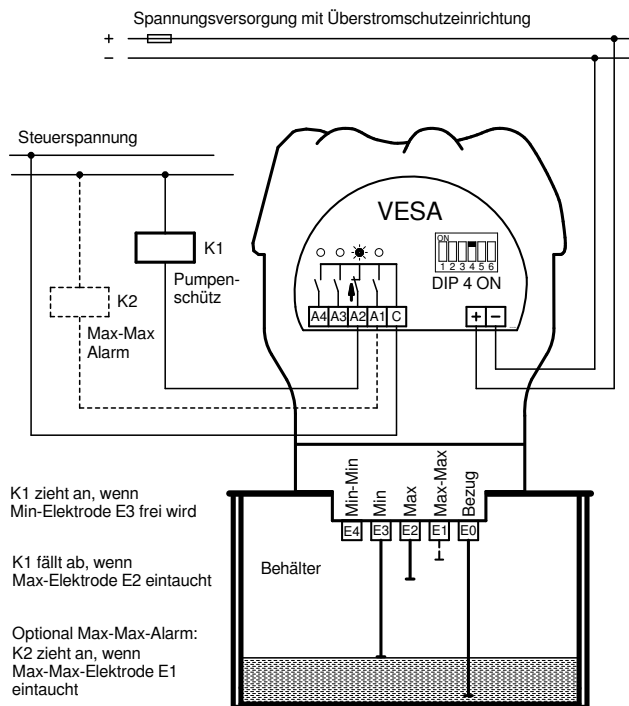 Spannungsversorgung mit Überstromschutzeinrichtung
+
−
Steuerspannung
VESA
ON
1 2 3 4 5 6
DIP 4 ON
K1
Pumpen-
schütz
K2
Max-Max
Alarm
A4 A3 A2 A1 C
+ −
K1 zieht an, wenn
Min-Elektrode E3 frei wird
K1 fällt ab, wenn
Max-Elektrode E2 eintaucht
Optional Max-Max-Alarm:
K2 zieht an, wenn
Max-Max-Elektrode E1
eintaucht
Min-Min
Min
Max
Max-Max
Bezug
E4 E3 E2 E1 E0
Behälter